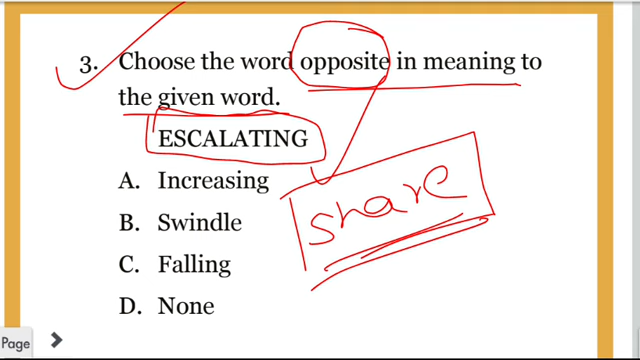 3. Choose the word opposite in meaning to
the given word.
ESCALATING
A. Increasing
share
B. Swindle
C. Falling
D. None
Page